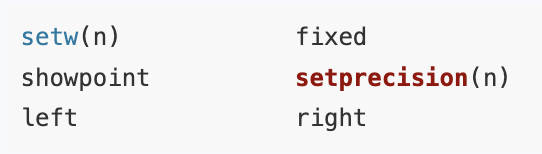 setw(n) fixed
showpoint setprecision(n)
left right